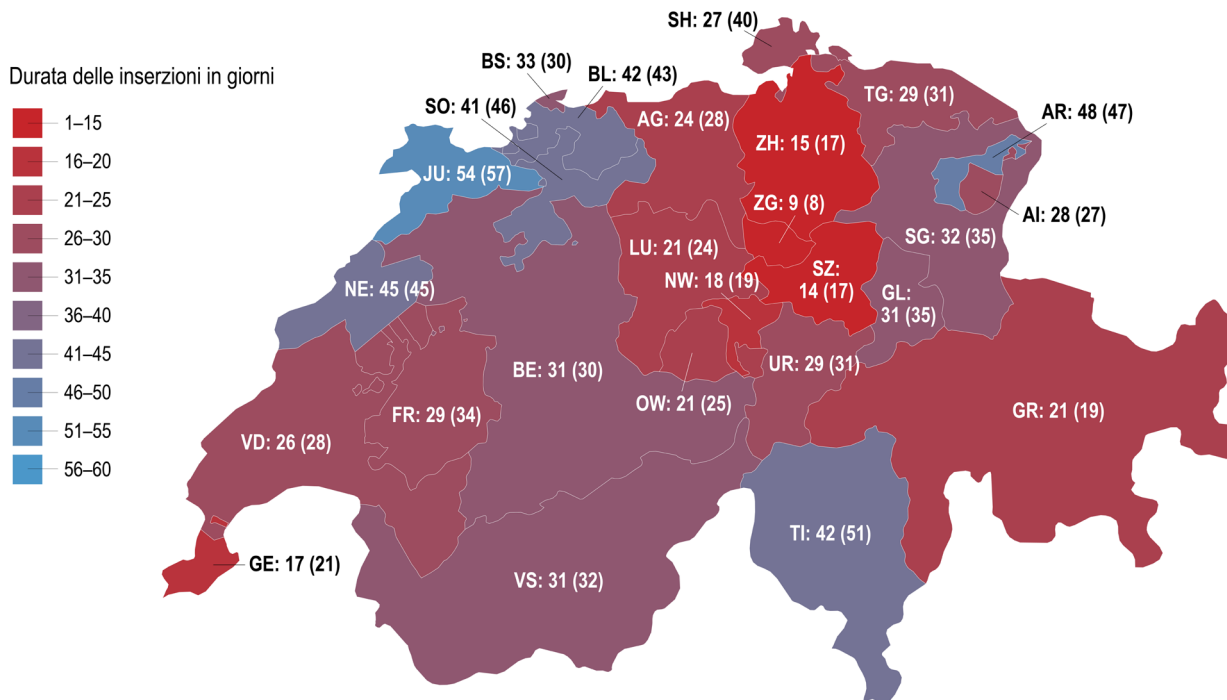 Durata delle inserzioni in giorni
1–15
16–20
21–25
26–30
31–35
36–40
41–45
46–50
51–55
56–60
SH: 27 (40)
BS: 33 (30)
BL: 42 (43)
SO: 41 (46)
AG: 24 (28)
TG: 29 (31)
AR: 48 (47)
ZH: 15 (17)
JU: 54 (57)
ZG: 9 (8)
AI: 28 (27)
SG: 32 (35)
LU: 21 (24)
SZ:
14 (17)
NW: 18 (19)
GL:
31 (35)
NE: 45 (45)
BE: 31 (30)
UR: 29 (31)
OW: 21 (25)
GR: 21 (19)
FR: 29 (34)
VD: 26 (28)
TI: 42 (51)
GE: 17 (21)
VS: 31 (32)